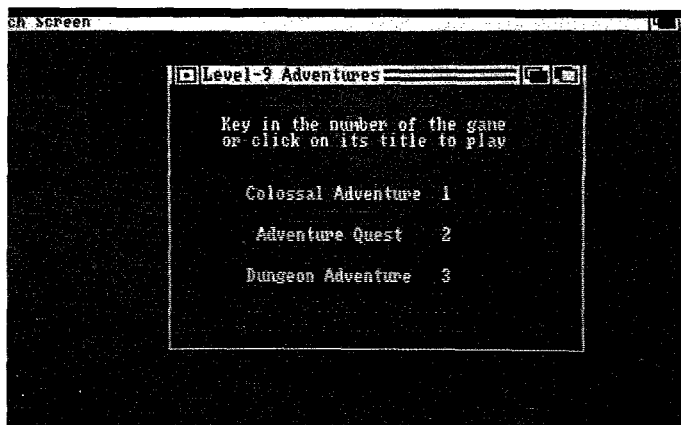 ch Screen
Level-9 Adventures
Key in the number of the game
or click on its title to play
Colossal Adventure 1
Adventure Quest 2
Dungeon Adventure 3